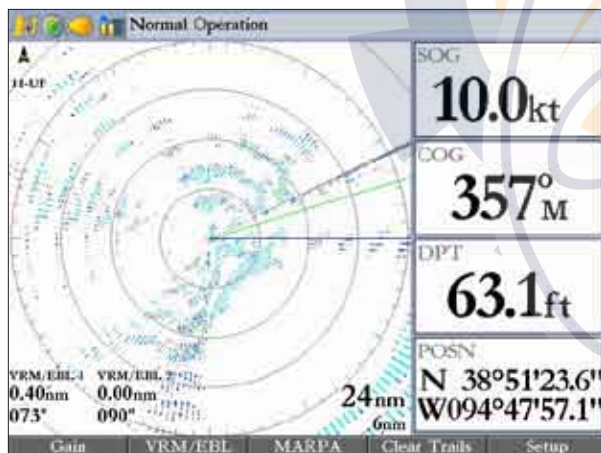 Normal Operation
H-UP
SOG
10.0kt
COG
357°M
DPT
63.1ft
POSN
N 38°51'23.6"
W094°47'57.1"
VRM/EBL 1 VRM/EBL 2
0.40nm 0.00nm
073° 090°
24nm
6nm
Gain VRM/EBL MARPA Clear Trails Setup